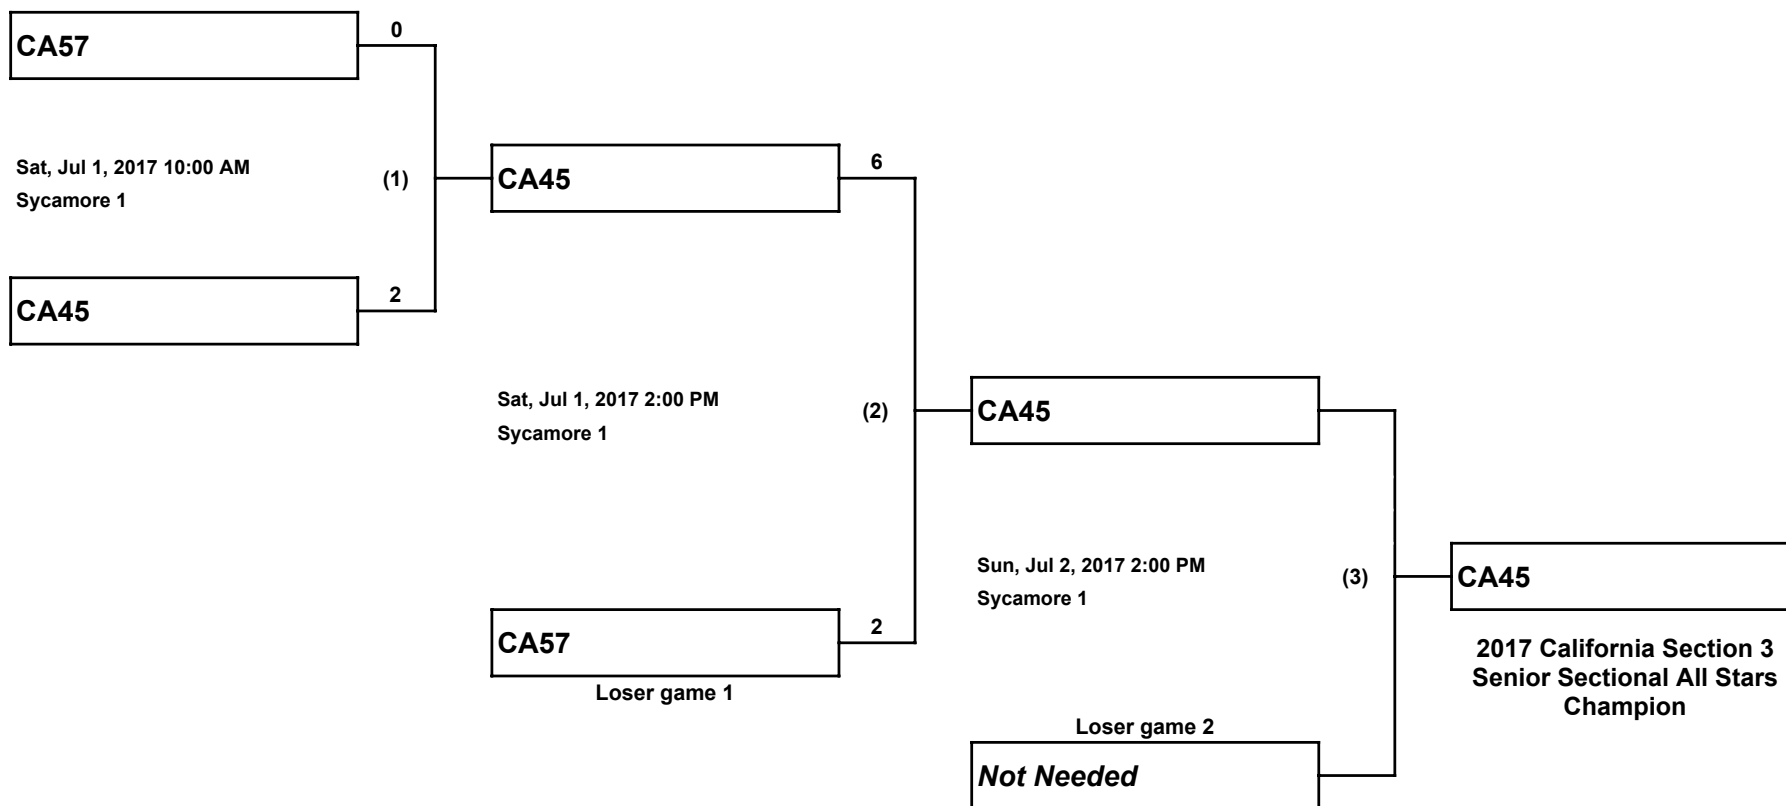 CA57
0
Sat, Jul 1, 2017 10:00 AM
Sycamore 1
(1)
CA45
2
CA45
6
Sat, Jul 1, 2017 2:00 PM
Sycamore 1
(2)
CA57
2
Loser game 1
CA45
Sun, Jul 2, 2017 2:00 PM
Sycamore 1
(3)
Loser game 2
Not Needed
CA45
2017 California Section 3
Senior Sectional All Stars
Champion